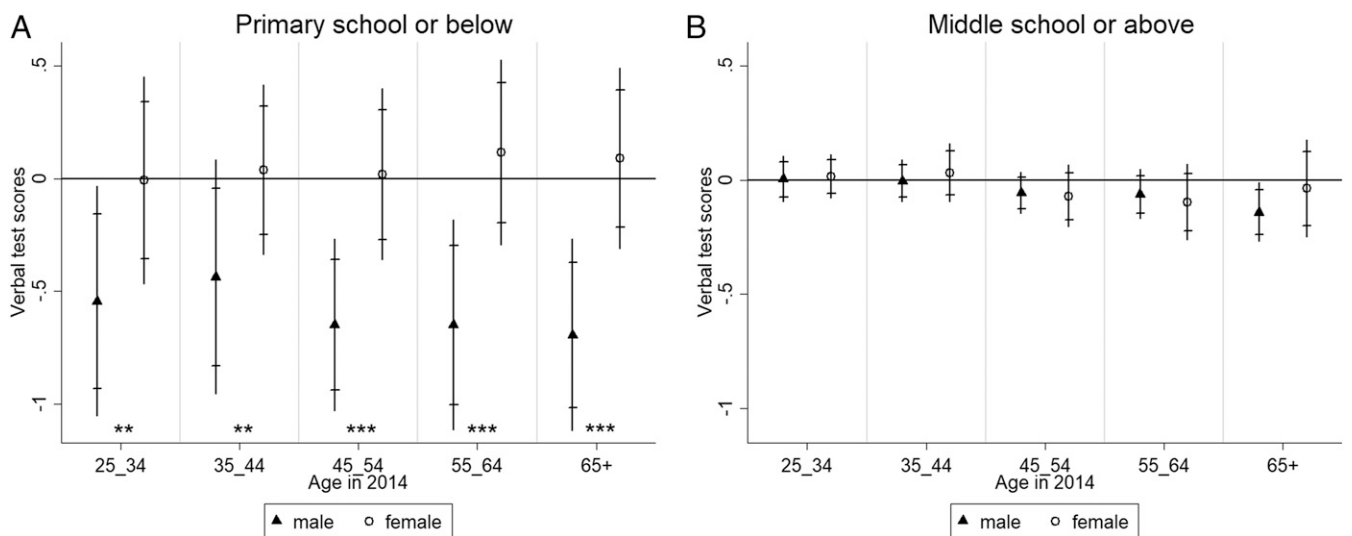 A
Primary school or below
Verbal test scores
.5
0
-.5
-1
** ** *** *** ***
25_34 35_44 45_54 55_64 65+
Age in 2014
male female
B
Middle school or above
Verbal test scores
.5
0
-.5
-1
25_34 35_44 45_54 55_64 65+
Age in 2014
male female